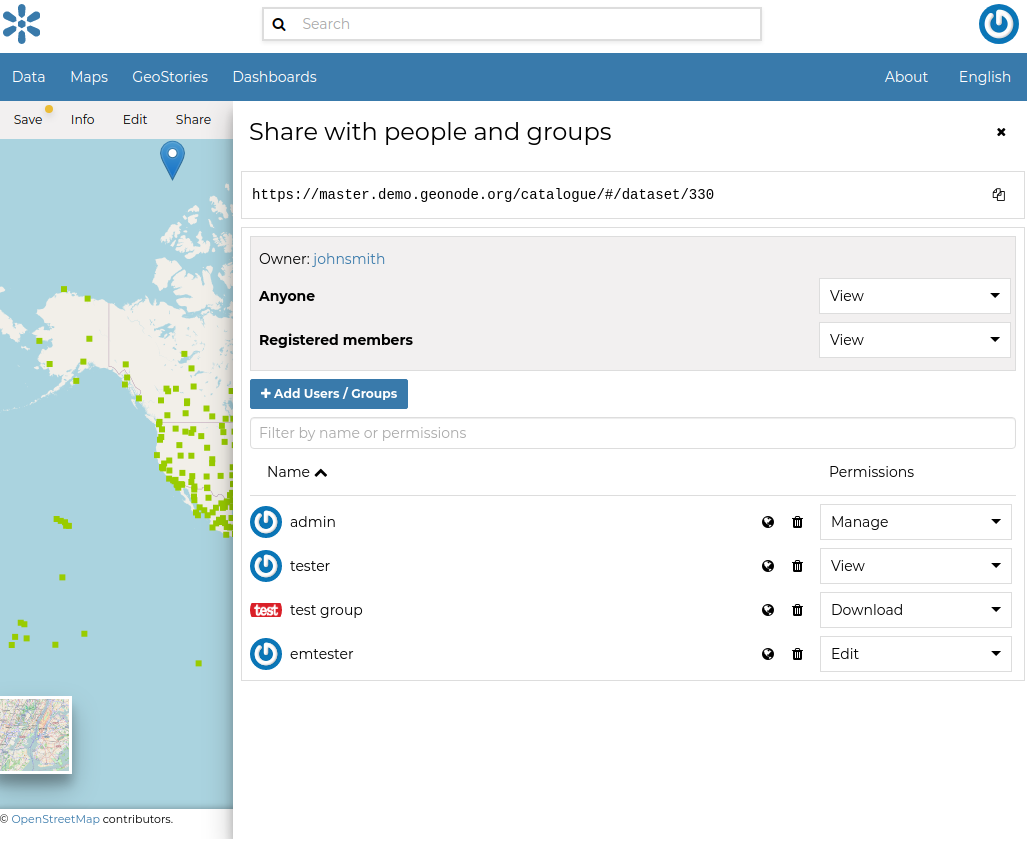 Search
Data Maps GeoStories Dashboards About English
Save Info Edit Share
Share with people and groups
https://master.demo.geonode.org/catalogue/#/dataset/330
Owner: johnsmith
Anyone View
Registered members View
Add Users / Groups
Filter by name or permissions
Name Permissions
admin Manage
tester View
test test group Download
emtester Edit
© OpenStreetMap contributors.